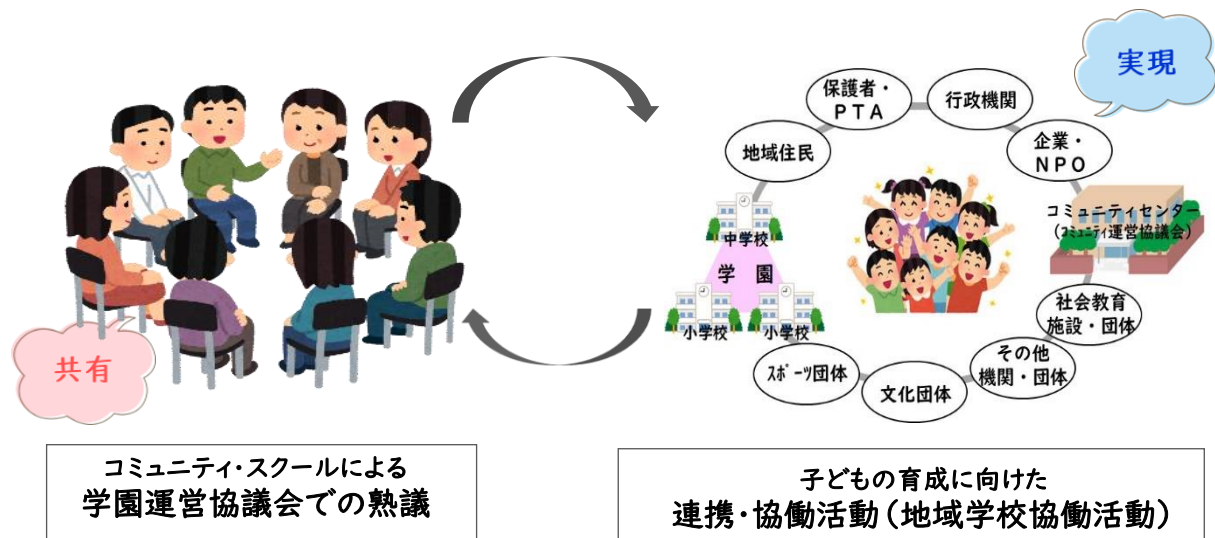 共有
コミュニティ・スクールによる
学園運営協議会での熟議
実現
保護者・
PTA
行政機関
地域住民
企業・
NPO
中学校
学 園
小学校
小学校
コミュニティセンター
(コミュニティ運営協議会)
社会教育
施設・団体
その他
機関・団体
文化団体
スポーツ団体
子どもの育成に向けた
連携・協働活動(地域学校協働活動)